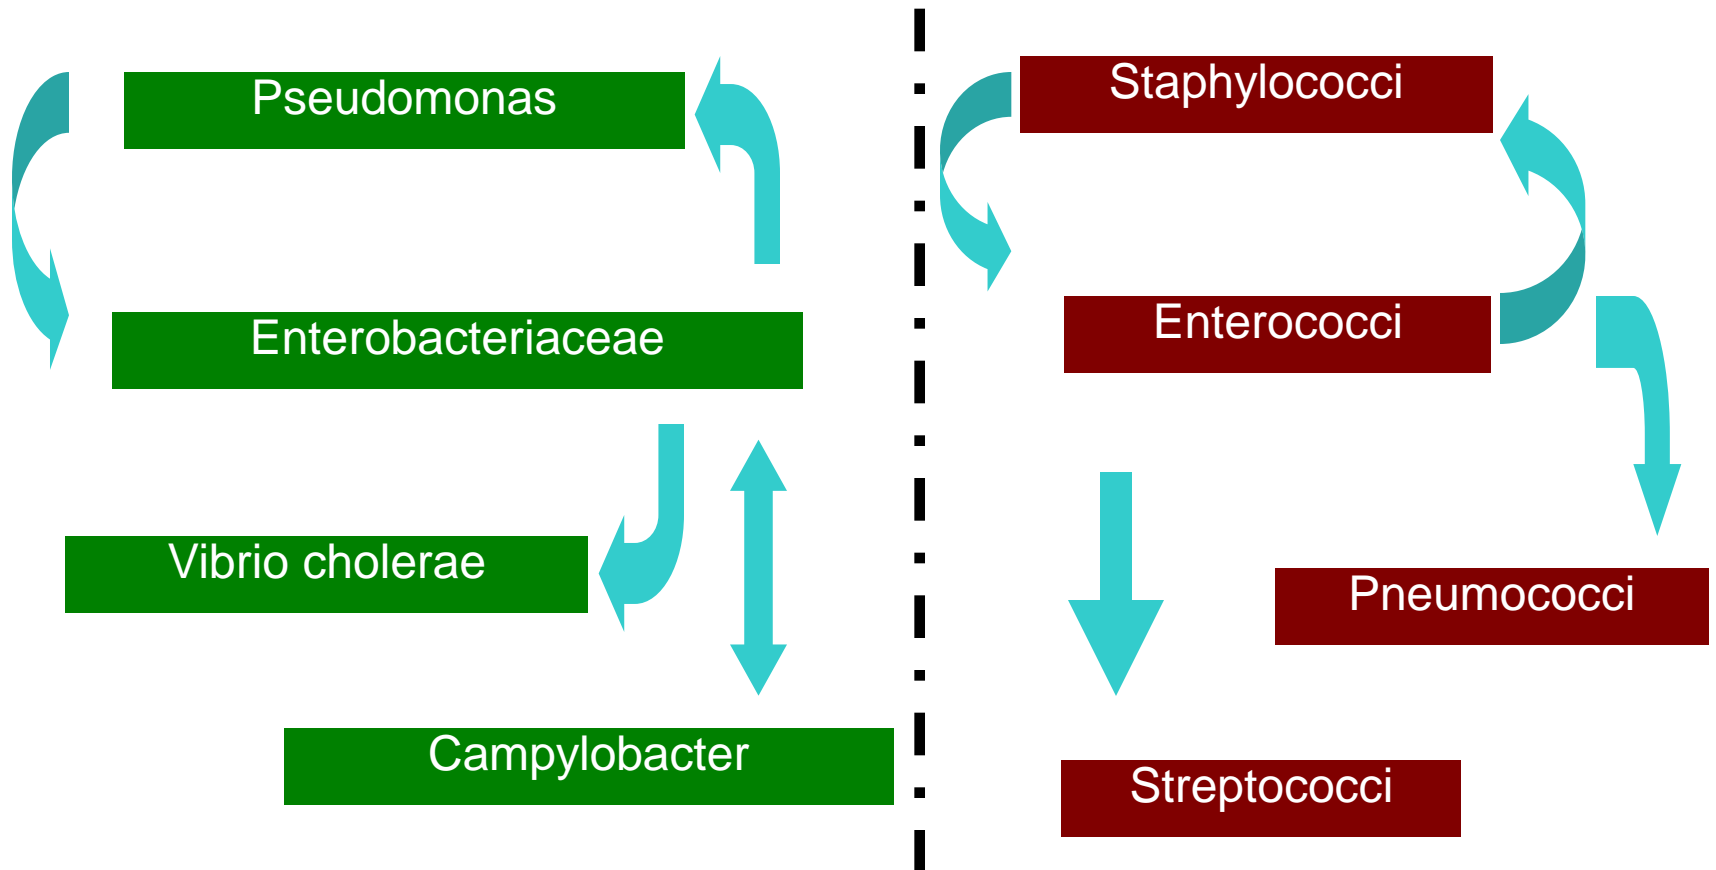 Pseudomonas
Enterobacteriaceae
Vibrio cholerae
Campylobacter
Staphylococci
Enterococci
Pneumococci
Streptococci